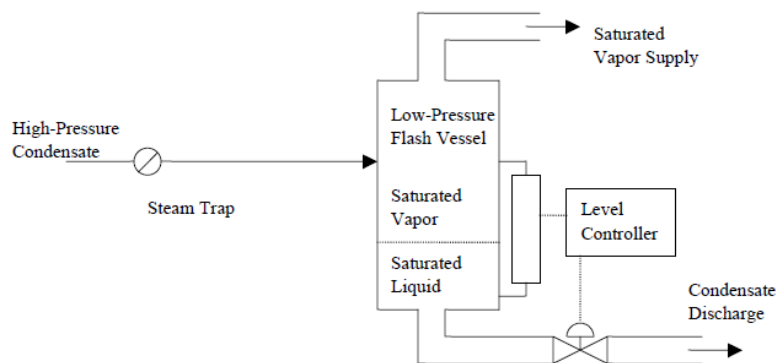 Saturated
Vapor Supply
High-Pressure
Condensate
Low-Pressure
Flash Vessel
Steam Trap
Saturated
Vapor
Level
Controller
Saturated
Liquid
Condensate
Discharge